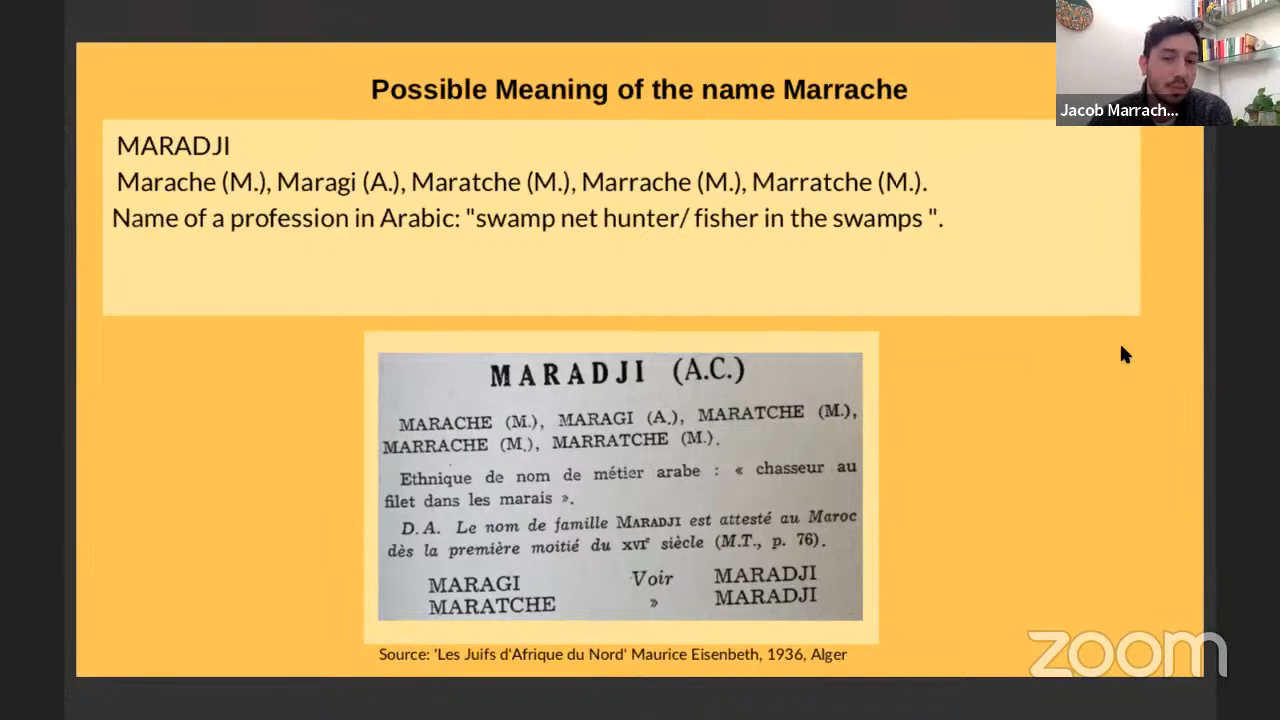 Possible Meaning of the name Marrache
Jacob Marrach...
MARADJI
Marache (M.), Maragi (A.), Maratche (M.), Marrache (M.), Marratche (M.).
Name of a profession in Arabic: "swamp net hunter/ fisher in the swamps ".
MARADJI (A.C.)
MARACHE (M.), MARAGI (A.), MARATCHE (M.),
MARRACHE (M.), MARRATCHE (M.).
Ethnique de nom de métier arabe : « chasseur au
filet dans les marais ».
D. A. Le nom de famille MARADJI est attesté au Maroc
dès la première moitié du XVIe siècle (M.T., p. 76).
MARAGI Voir MARADJI
MARATCHE » MARADJI
Source: 'Les Juifs d'Afrique du Nord' Maurice Eisenbeth, 1936, Alger
zoom